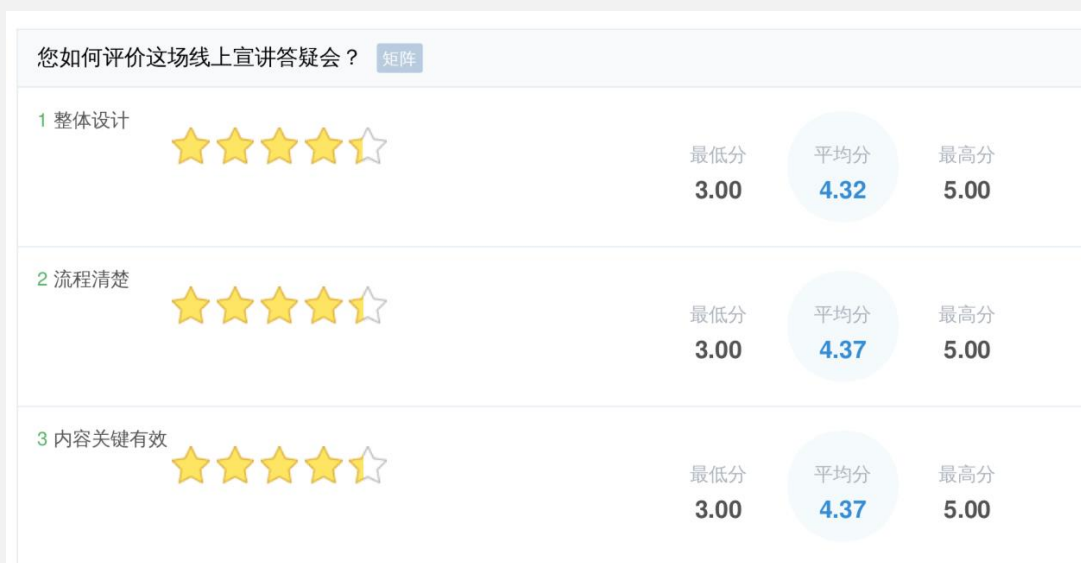 您如何评价这场线上宣讲答疑会？ 矩阵
1 整体设计
最低分 平均分 最高分
3.00 4.32 5.00
2 流程清楚
最低分 平均分 最高分
3.00 4.37 5.00
3 内容关键有效
最低分 平均分 最高分
3.00 4.37 5.00